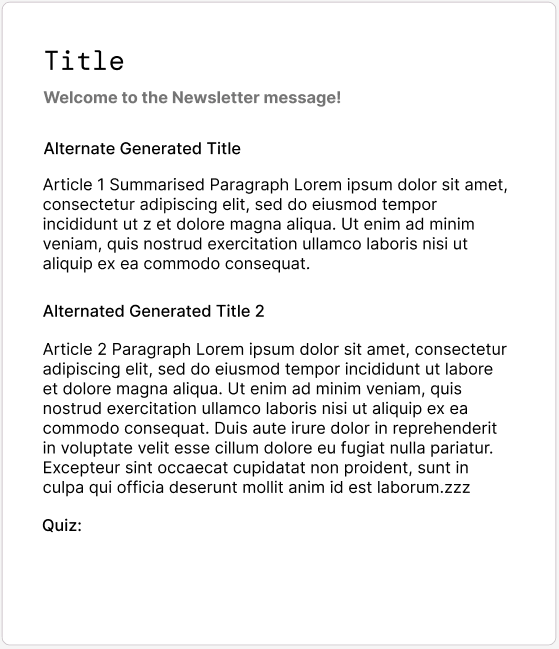 Title
Welcome to the Newsletter message!
Alternate Generated Title
Article 1 Summarised Paragraph Lorem ipsum dolor sit amet,
consectetur adipiscing elit, sed do eiusmod tempor
incididunt ut z et dolore magna aliqua. Ut enim ad minim
veniam, quis nostrud exercitation ullamco laboris nisi ut
aliquip ex ea commodo consequat.
Alternated Generated Title 2
Article 2 Paragraph Lorem ipsum dolor sit amet, consectetur
adipiscing elit, sed do eiusmod tempor incididunt ut labore
et dolore magna aliqua. Ut enim ad minim veniam, quis
nostrud exercitation ullamco laboris nisi ut aliquip ex ea
commodo consequat. Duis aute irure dolor in reprehenderit
in voluptate velit esse cillum dolore eu fugiat nulla pariatur.
Excepteur sint occaecat cupidatat non proident, sunt in
culpa qui officia deserunt mollit anim id est laborum.zzz
Quiz: